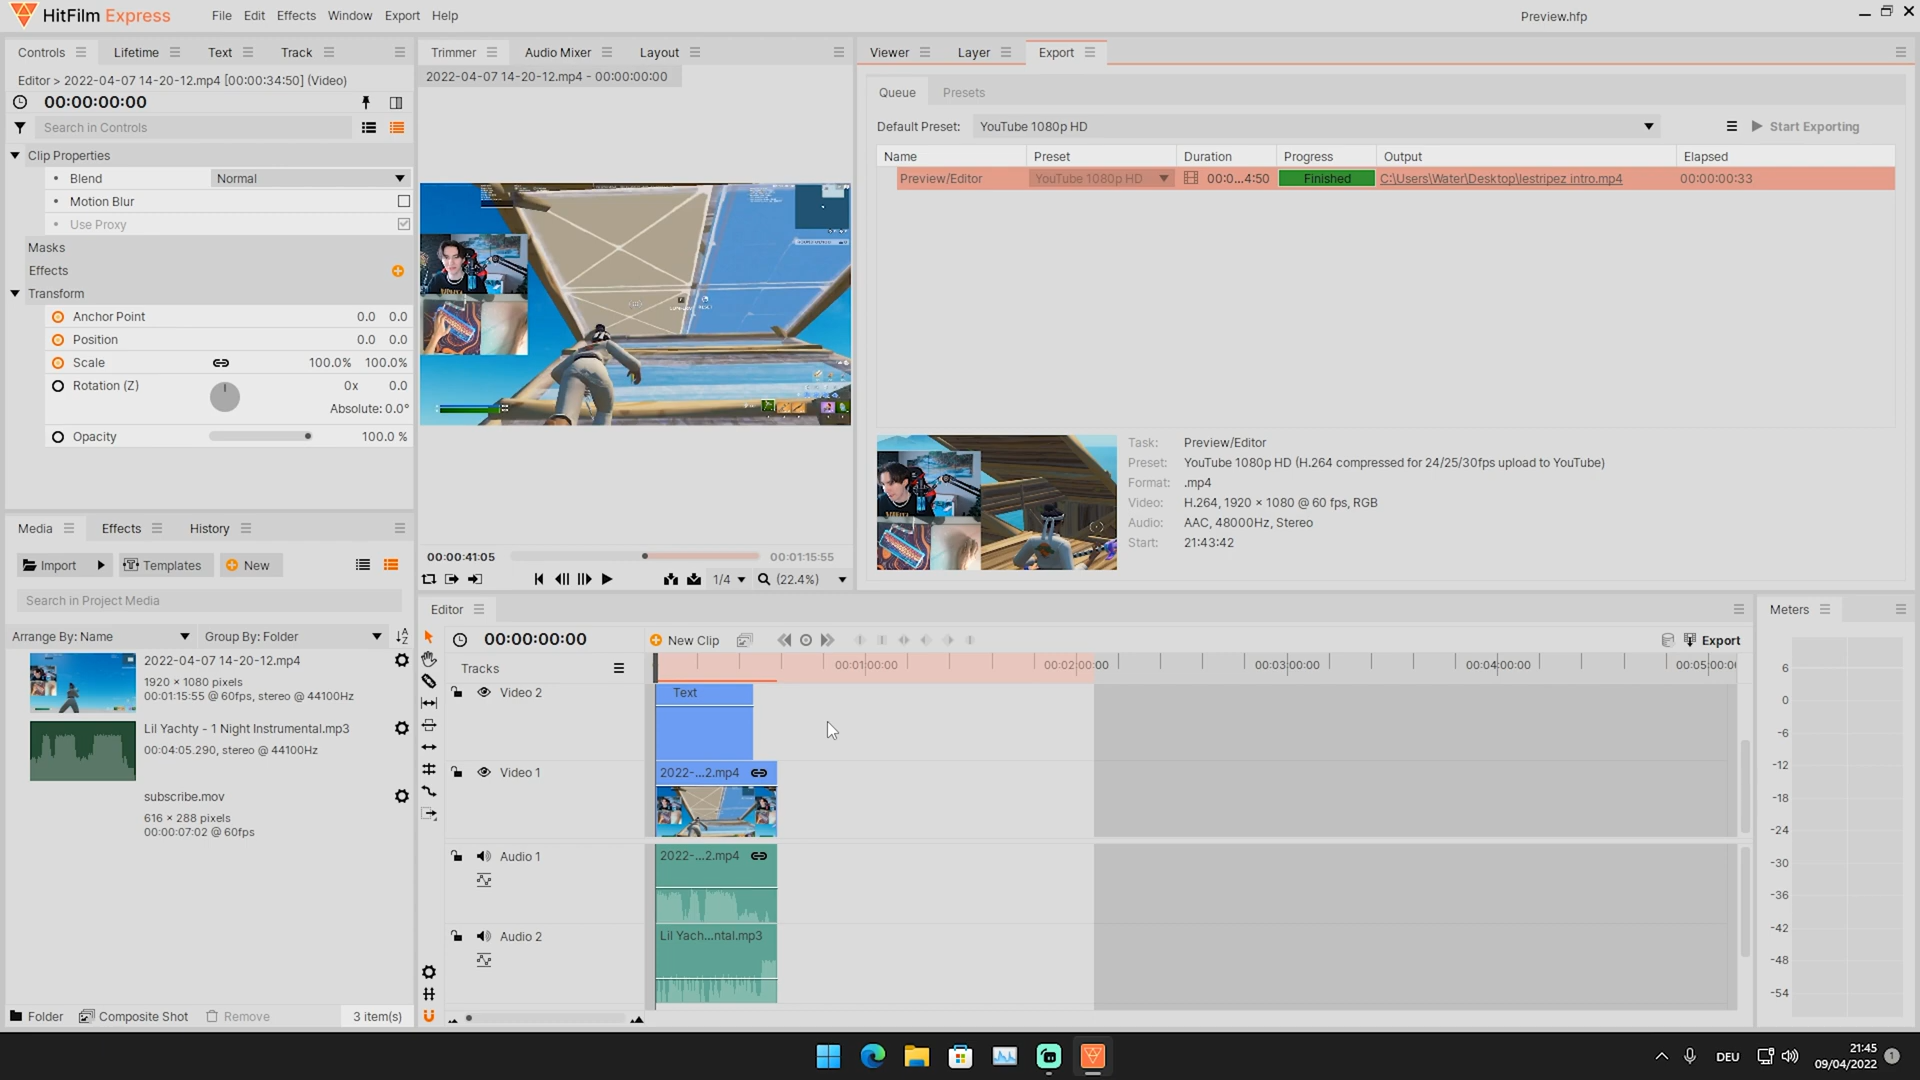 HitFilm Express
File Edit Effects Window Export Help
Preview.hfp
Controls Lifetime Text Track
Editor > 2022-04-07 14-20-12.mp4 [00:00:34:50] (Video)
00:00:00:00
Search in Controls
Clip Properties
Blend Normal
Motion Blur
Use Proxy
Masks
Effects
Transform
Anchor Point 0.0 0.0
Position 0.0 0.0
Scale 100.0% 100.0%
Rotation (Z) 0x 0.0
Absolute: 0.0°
Opacity 100.0 %
Trimmer Audio Mixer Layout
2022-04-07 14-20-12.mp4 - 00:00:00:00
00:00:41:05 00:01:15:55
1/4 (22.4%)
Viewer Layer Export
Queue Presets
Default Preset: YouTube 1080p HD Start Exporting
Name Preset Duration Progress Output Elapsed
Preview/Editor YouTube 1080p HD 00:0...4:50 Finished C:\Users\Water\Desktop\lestripez intro.mp4 00:00:00:33
Task: Preview/Editor
Preset: YouTube 1080p HD (H.264 compressed for 24/25/30fps upload to YouTube)
Format: .mp4
Video: H.264, 1920 × 1080 @ 60 fps, RGB
Audio: AAC, 48000Hz, Stereo
Start: 21:43:42
Media Effects History
Import Templates New
Search in Project Media
Arrange By: Name Group By: Folder
2022-04-07 14-20-12.mp4
1920 × 1080 pixels
00:01:15:55 @ 60fps, stereo @ 44100Hz
Lil Yachty - 1 Night Instrumental.mp3
00:04:05.290, stereo @ 44100Hz
subscribe.mov
616 × 288 pixels
00:00:07:02 @ 60fps
Folder Composite Shot Remove 3 item(s)
Editor
00:00:00:00 New Clip Export
Tracks 00:01:00:00 00:02:00:00 00:03:00:00 00:04:00:00 00:05:00:0
Video 2 Text
Video 1 2022-...2.mp4
Audio 1 2022-...2.mp4
Audio 2 Lil Yach...ntal.mp3
Meters
6
0
-6
-12
-18
-24
-30
-36
-42
-48
-54
DEU 21:45
09/04/2022 1